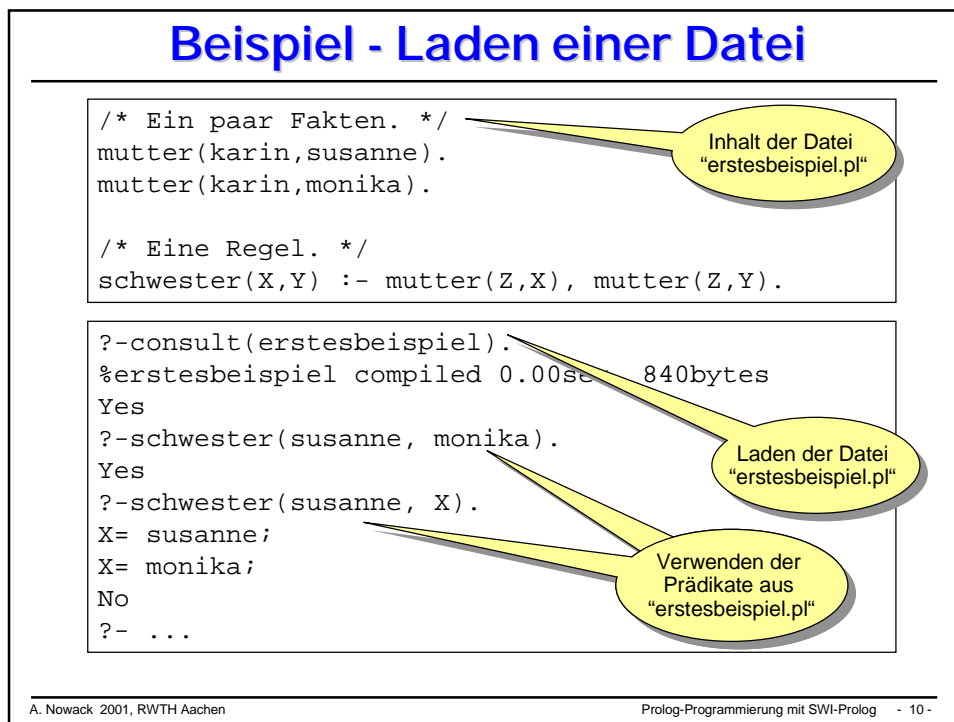 Beispiel - Laden einer Datei
/* Ein paar Fakten. */
mutter(karin,susanne).
mutter(karin,monika).
/* Eine Regel. */
schwester(X,Y) :- mutter(Z,X), mutter(Z,Y).
Inhalt der Datei
“erstesbeispiel.pl“
?-consult(erstesbeispiel).
%erstesbeispiel compiled 0.00 840bytes
Yes
?-schwester(susanne, monika).
Yes
?-schwester(susanne, X).
X= susanne;
X= monika;
No
?- ...
Laden der Datei
“erstesbeispiel.pl“
Verwenden der
Prädikate aus
“erstesbeispiel.pl“
A. Nowack 2001, RWTH Aachen
Prolog-Programmierung mit SWI-Prolog - 10 -